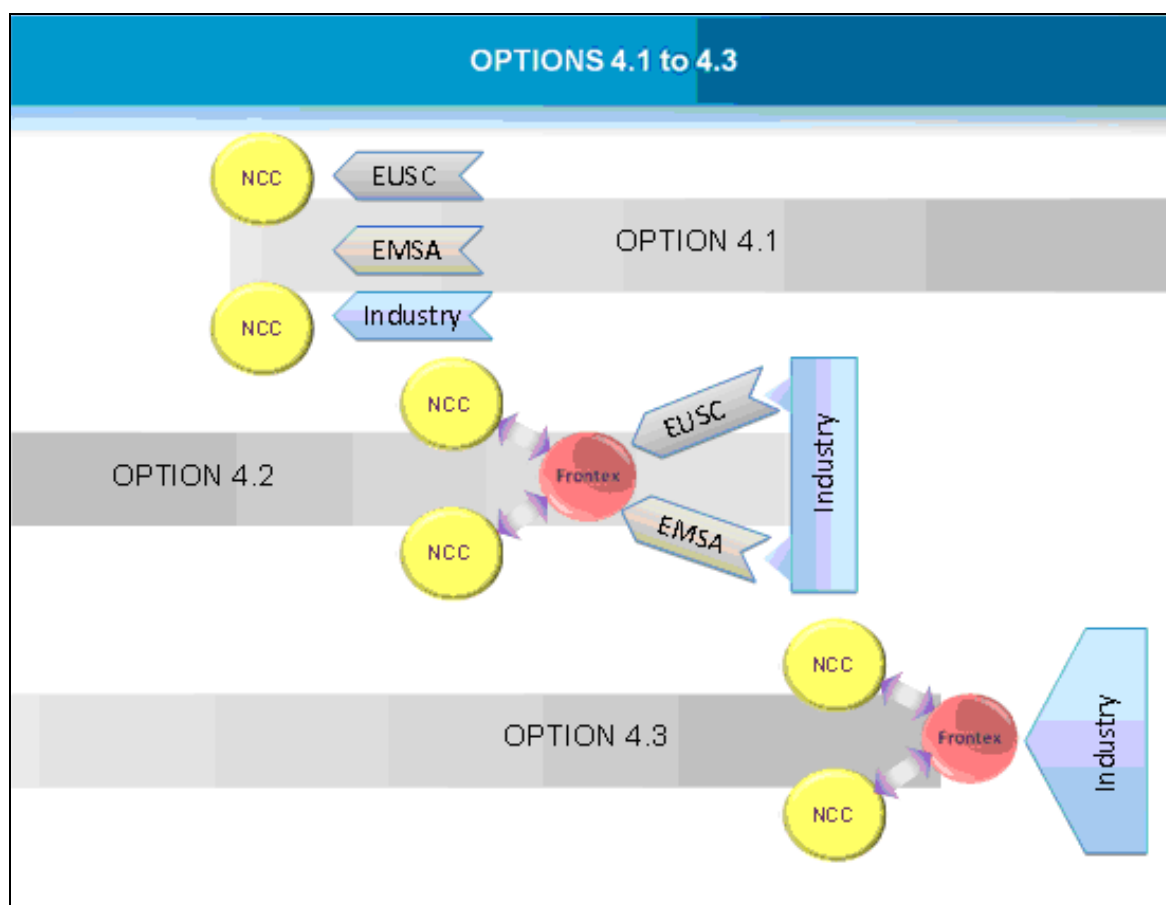 OPTIONS 4.1 to 4.3
NCC
EUSC
EMSA
OPTION 4.1
NCC
Industry
NCC
EUSC
OPTION 4.2
Frontex
Industry
NCC
EMSA
NCC
OPTION 4.3
Frontex
Industry
NCC